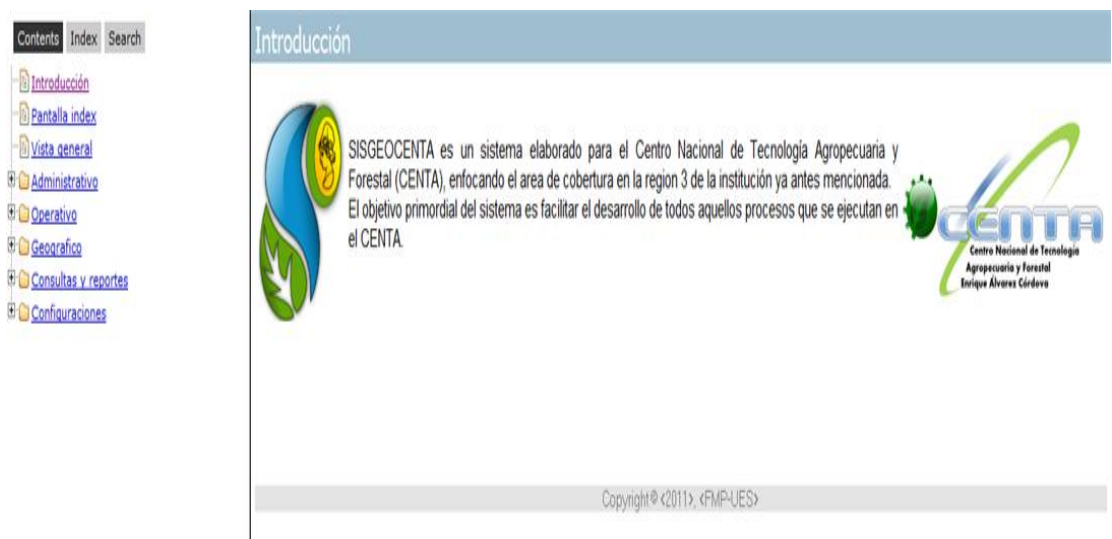 Contents Index Search
Introducción
Pantalla index
Vista general
Administrativo
Operativo
Geografico
Consultas y reportes
Configuraciones
Introducción
SISGEOCENTA es un sistema elaborado para el Centro Nacional de Tecnología Agropecuaria y
Forestal (CENTA), enfocando el area de cobertura en la region 3 de la institución ya antes mencionada.
El objetivo primordial del sistema es facilitar el desarrollo de todos aquellos procesos que se ejecutan en
el CENTA.
CENTA
Centro Nacional de Tecnología
Agropecuaria y Forestal
Enrique Álvarez Córdova
Copyright © <2011>, <FMP-UES>